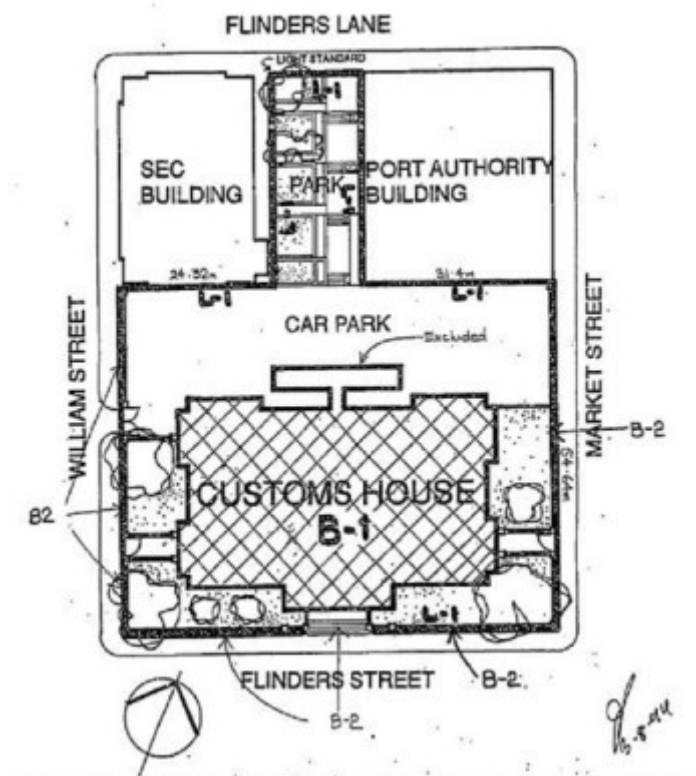 FLINDERS LANE
LIGHT STANDARD
L-1
SEC
BUILDING
PARK
PORT AUTHORITY
BUILDING
24.32m
31.4m
L-1
L-1
CAR PARK
Excluded
WILLIAM STREET
MARKET STREET
B-2
54.64m
CUSTOMS HOUSE
B-1
B2
L-1
FLINDERS STREET
B-2
B-2